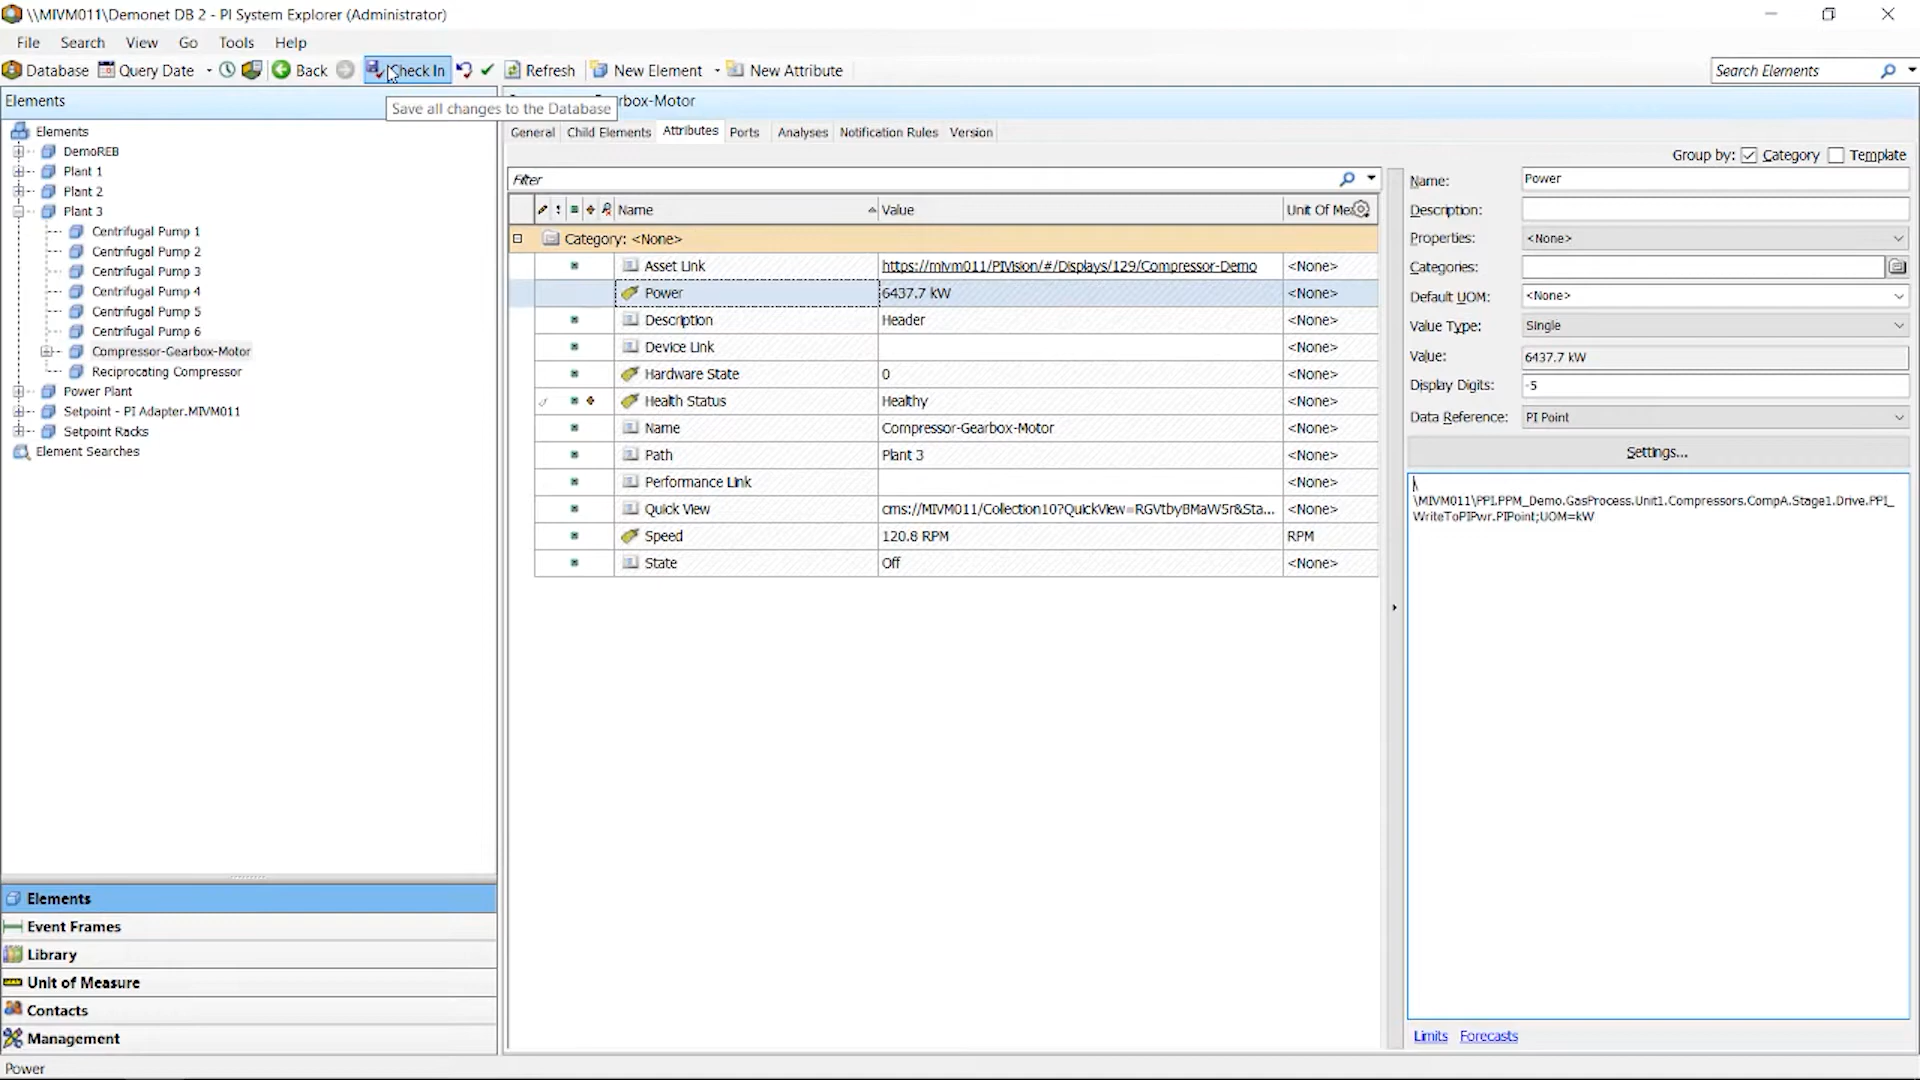 \\MIVM011\Demonet DB 2 - PI System Explorer (Administrator)
File Search View Go Tools Help
Database Query Date Back Check In Refresh New Element New Attribute
Search Elements
Elements
Save all changes to the Database
rbox-Motor
Elements
DemoREB
Plant 1
Plant 2
Plant 3
Centrifugal Pump 1
Centrifugal Pump 2
Centrifugal Pump 3
Centrifugal Pump 4
Centrifugal Pump 5
Centrifugal Pump 6
Compressor-Gearbox-Motor
Reciprocating Compressor
Power Plant
Setpoint - PI Adapter.MIVM011
Setpoint Racks
Element Searches
Elements
Event Frames
Library
Unit of Measure
Contacts
Management
Power
General Child Elements Attributes Ports Analyses Notification Rules Version
Group by: Category Template
Filter
Name Value Unit Of Me
Category: <None>
Asset Link https://mivm011/PIVision/#/Displays/129/Compressor-Demo <None>
Power 6437.7 kW <None>
Description Header <None>
Device Link <None>
Hardware State 0 <None>
Health Status Healthy <None>
Name Compressor-Gearbox-Motor <None>
Path Plant 3 <None>
Performance Link <None>
Quick View cms://MIVM011/Collection10?QuickView=RGVtbyBMaW5r&Sta... <None>
Speed 120.8 RPM RPM
State Off <None>
Name: Power
Description:
Properties: <None>
Categories:
Default UOM: <None>
Value Type: Single
Value: 6437.7 kW
Display Digits: -5
Data Reference: PI Point
Settings...
\
\MIVM011\PPI.PPM_Demo.GasProcess.Unit1.Compressors.CompA.Stage1.Drive.PPI_
WriteToPIPwr.PIPoint;UOM=kW
Limits Forecasts